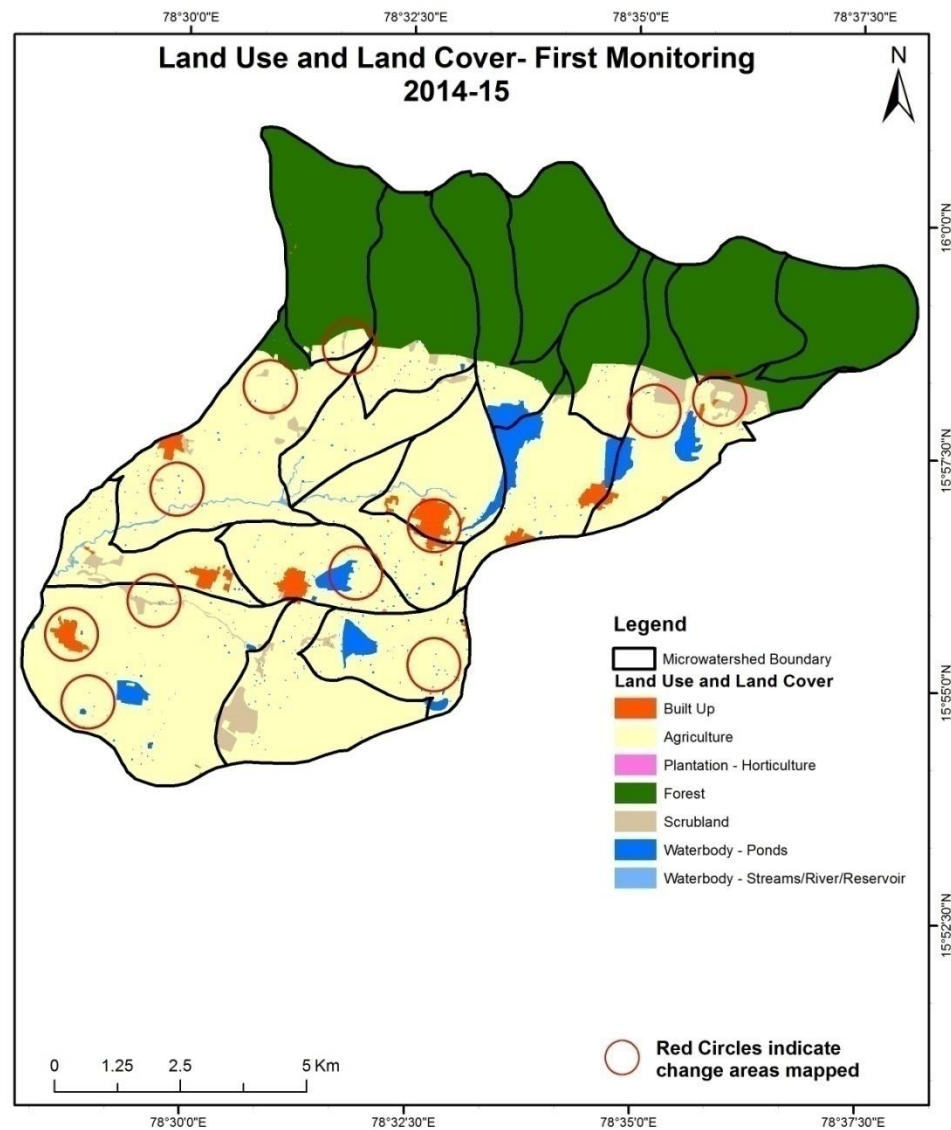 78°30'0"E 78°32'30"E 78°35'0"E 78°37'30"E
Land Use and Land Cover- First Monitoring
2014-15
N
16°0'0"N
15°57'30"N
15°55'0"N
15°52'30"N
Legend
Microwatershed Boundary
Land Use and Land Cover
Built Up
Agriculture
Plantation - Horticulture
Forest
Scrubland
Waterbody - Ponds
Waterbody - Streams/River/Reservoir
Red Circles indicate
change areas mapped
0 1.25 2.5 5 Km
78°30'0"E 78°32'30"E 78°35'0"E 78°37'30"E